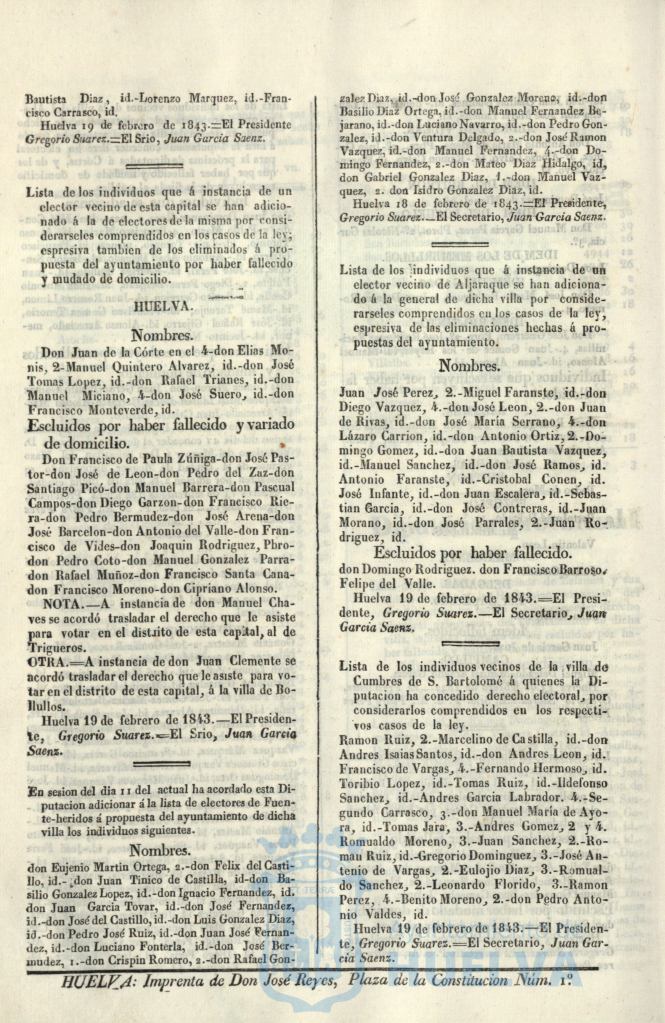 Bautista Diaz, id.-Lorenzo Marquez, id.-Fran-
cisco Carrasco, id.
Huelva 19 de febrero de 1843.=El Presidente
Gregorio Suarez.=El Srio, Juan Garcia Saenz.
Lista de los individuos que á instancia de un
elector vecino de esta capital se han adicio-
nado á la de electores de la misma por consi-
derarseles comprendidos en los casos de la ley;
espresiva tambien de los eliminados á pro-
puesta del ayuntamiento por haber fallecido
y mudado de domicilio.
HUELVA.
Nombres.
Don Juan de la Córte en el 4-don Elias Mo-
nis, 2-Manuel Quintero Alvarez, id.-don José
Tomas Lopez, id.-don Rafael Trianes, id.-don
Manuel Miciano, 4-don José Suero, id.-don
Francisco Monteverde, id.
Escluidos por haber fallecido y variado
de domicilio.
Don Francisco de Paula Zúñiga-don José Pas-
tor-don José de Leon-don Pedro del Zaz-don
Santiago Picó-don Manuel Barrera-don Pascual
Campos-don Diego Garzon-don Francisco Rie-
ra-don Pedro Bermudez-don José Arena-don
José Barcelon-don Antonio del Valle-don Fran-
cisco de Vides-don Joaquin Rodriguez, Pbro-
don Pedro Coto-don Manuel Gonzalez Parra-
don Rafael Muñoz-don Francisco Santa Cana-
don Francisco Moreno-don Cipriano Alonso.
NOTA.—A instancia de don Manuel Cha-
ves se acordó trasladar el derecho que le asiste
para votar en el distrito de esta capital, al de
Trigueros.
OTRA.=A instancia de don Juan Clemente se
acordó trasladar el derecho que le asiste para vo-
tar en el distrito de esta capital, á la villa de Bo-
llullos.
Huelva 19 de febrero de 1843.—El Presiden-
te, Gregorio Suarez.=El Srio, Juan Garcia
Saenz.
En sesion del dia 11 del actual ha acordado esta Di-
putacion adicionar á la lista de electores de Fuen-
te-heridos á propuesta del ayuntamiento de dicha
villa los individuos siguientes.
Nombres.
don Eujenio Martin Ortega, 2.-don Felix del Casti-
llo, id.-don Juan Tinico de Castilla, id-don Ba-
silio Gonzalez Lopez, id.-don Ignacio Fernandez, id.
don Juan Garcia Tovar, id.-don José Fernandez,
id.-don José del Castillo, id.-don Luis Gonzalez Diaz,
id.-don Pedro José Ruiz, id.-don Juan José Fernan-
dez, id.-don Luciano Fonterla, id.-don José Ber-
mudez, 1.-don Crispin Romero, 2.-don Rafael Gon-
zalez Diaz, id.-don José Gonzalez Moreno, id.-don
Basilio Diaz Ortega, id.-don Manuel Fernandez Be-
jarano, id.-don Luciano Navarro, id.-don Pedro Gon-
zalez, id.-don Ventura Delgado, 2.-don José Ramon
Vazquez, id.-don Manuel Fernandez, 4.-don Do-
mingo Fernandez, 2.-don Mateo Diaz Hidalgo, id,
don Gabriel Gonzalez Diaz, 1.-don Manuel Vaz-
quez, 2. don Isidro Gonzalez Diaz, id.
Huelva 18 de febrero de 1843.=El Presidente,
Gregorio Suarez.—El Secretario, Juan Garcia Saenz.
Lista de los individuos que á instancia de un
elector vecino de Aljaraque se han adiciona-
do á la general de dicha villa por conside-
rarseles comprendidos en los casos de la ley,
espresiva de las eliminaciones hechas á pro-
puestas del ayuntamiento.
Nombres.
Juan José Perez, 2.-Miguel Faranste, id.-don
Diego Vazquez, 4.-don José Leon, 2.-don Juan
de Rivas, id.-don José María Serrano, 4.-don
Lázaro Carrion, id.-don Antonio Ortiz, 2.-Do-
mingo Gomez, id.-don Juan Bautista Vazquez,
id.-Manuel Sanchez, id.-don José Ramos, id.
Antonio Faranste, id.-Cristobal Conen, id.
José Infante, id.-don Juan Escalera, id.-Sebas-
tian Garcia, id.-don José Contreras, id.-Juan
Morano, id.-don José Parrales, 2.-Juan Ro-
driguez, id.
Escluidos por haber fallecido.
don Domingo Rodriguez. don Francisco Barroso.
Felipe del Valle.
Huelva 19 de febrero de 1843.=El Presi-
dente, Gregorio Suarez.—El Secretario, Juan
Garcia Saenz.
Lista de los individuos vecinos de la villa de
Cumbres de S. Bartolomé á quienes la Di-
putacion ha concedido derecho electoral, por
considerarlos comprendidos en los respecti-
vos casos de la ley.
Ramon Ruiz, 2.-Marcelino de Castilla, id.-don
Andres Isaias Santos, id.-don Andres Leon, id.
Francisco de Vargas, 4.-Fernando Hermoso, id.
Toribio Lopez, id.-Tomas Ruiz, id.-Ildefonso
Sanchez, id.-Andres Garcia Labrador. 4.-Se-
gundo Carrasco, 3.-don Manuel María de Ayo-
ra, id.-Tomas Jara, 3.-Andres Gomez, 2 y 4.
Romualdo Moreno, 3.-Juan Sanchez, 2.-Ro-
man Ruiz, id.-Gregorio Dominguez, 3.-José An-
tenio de Vargas, 2.-Eulojio Diaz, 3.-Romual-
do Sanchez, 2.-Leonardo Florido, 3.-Ramon
Perez, 4.-Benito Moreno, 2.-don Pedro Anto-
nio Valdes, id.
Huelva 19 de febrero de 1843.—El Presiden-
te, Gregorio Suarez.=El Secretario, Juan Gar-
cia Saenz.
HUELVA: Imprenta de Don José Reyes, Plaza de la Constitucion Núm. 1º
HUELVA